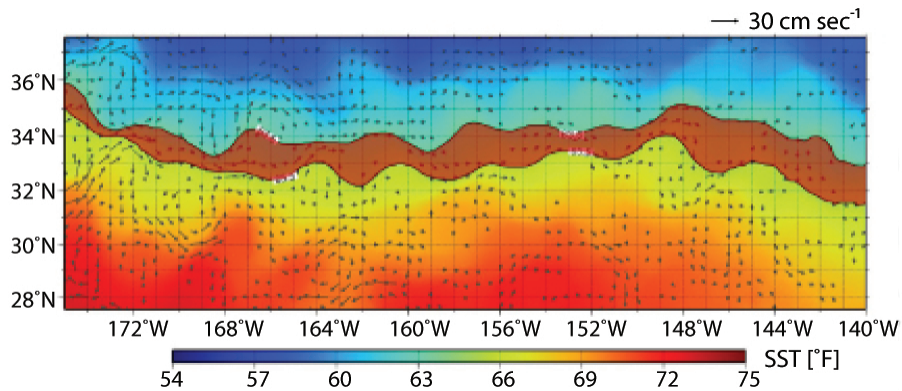 → 30 cm sec⁻¹
36°N
34°N
32°N
30°N
28°N
172°W 168°W 164°W 160°W 156°W 152°W 148°W 144°W 140°W
54 57 60 63 66 69 72 75 SST [°F]